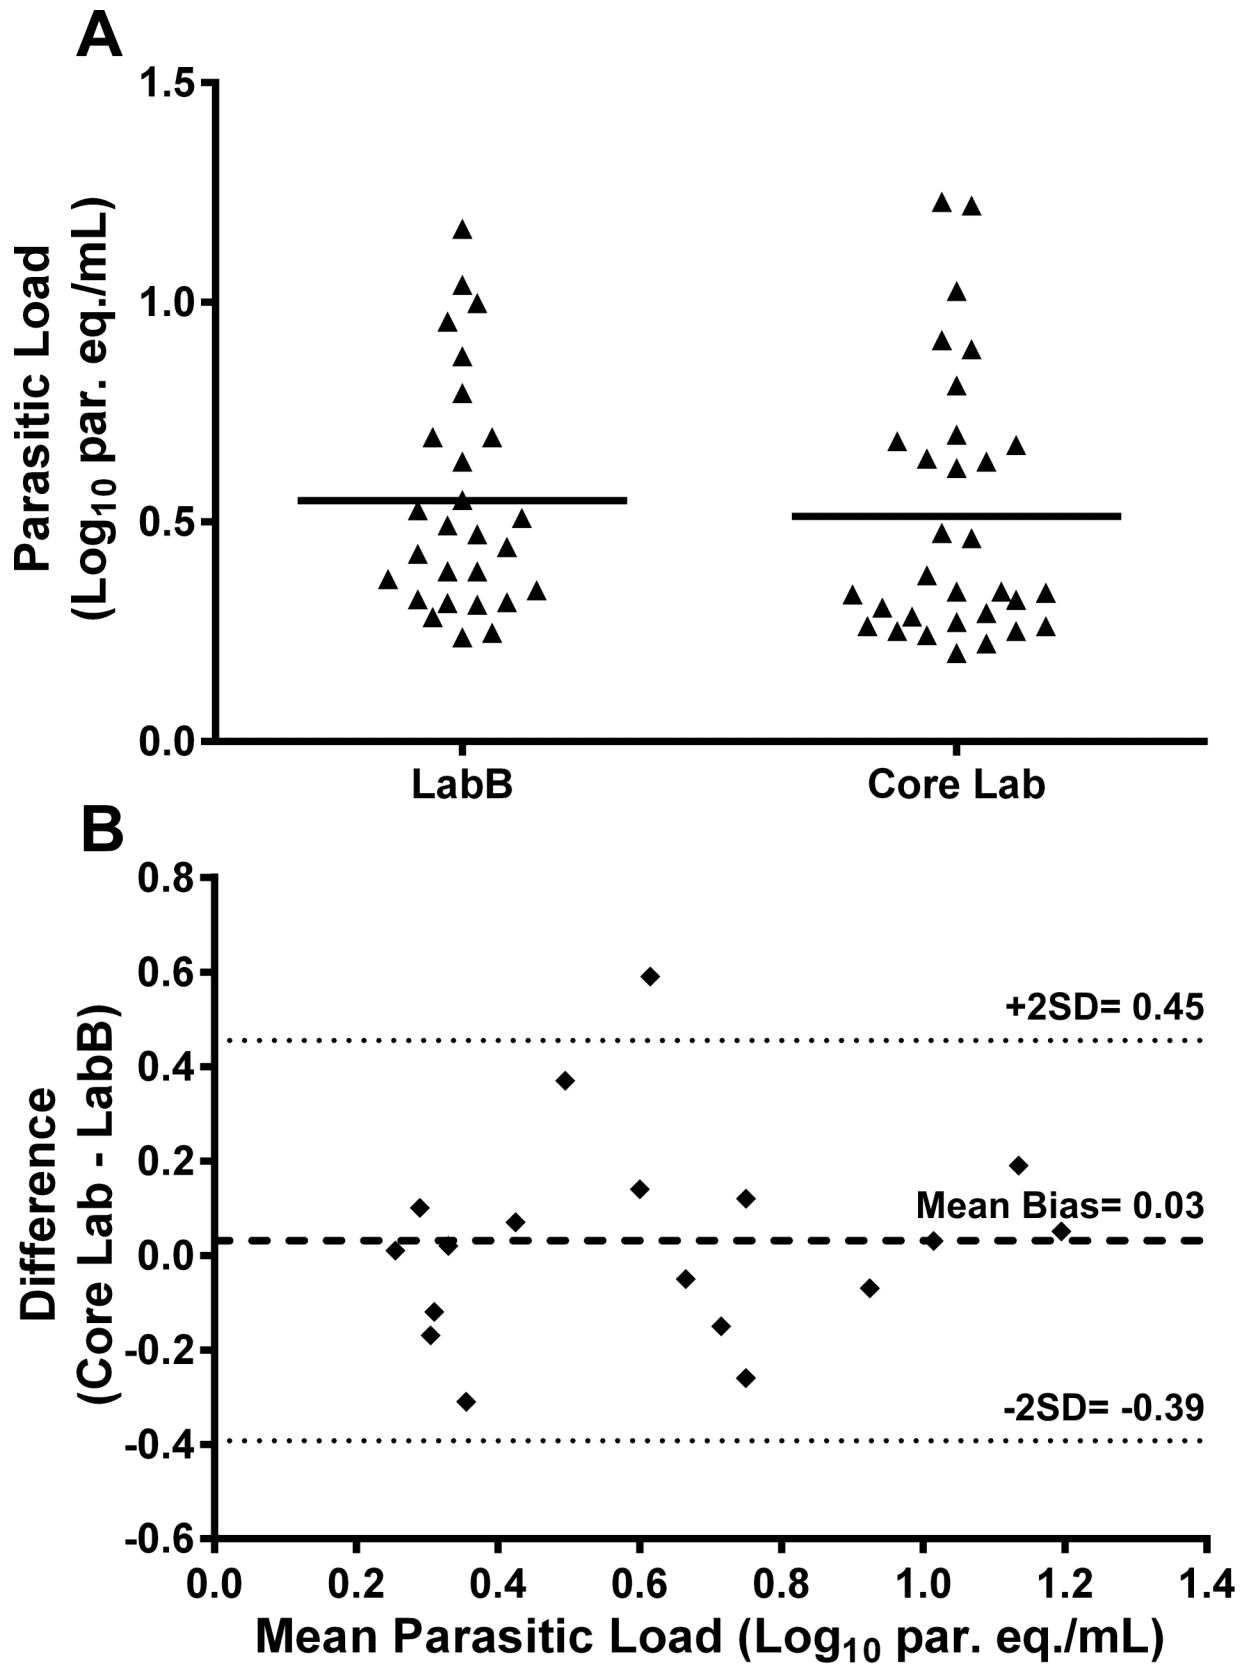 A
1.5
1.0
0.5
0.0
Parasitic Load
(Log10 par. eq./mL)
LabB
Core Lab
B
0.8
0.6
0.4
0.2
0.0
-0.2
-0.4
-0.6
Difference
(Core Lab - LabB)
+2SD= 0.45
Mean Bias= 0.03
-2SD= -0.39
0.0 0.2 0.4 0.6 0.8 1.0 1.2 1.4
Mean Parasitic Load (Log10 par. eq./mL)